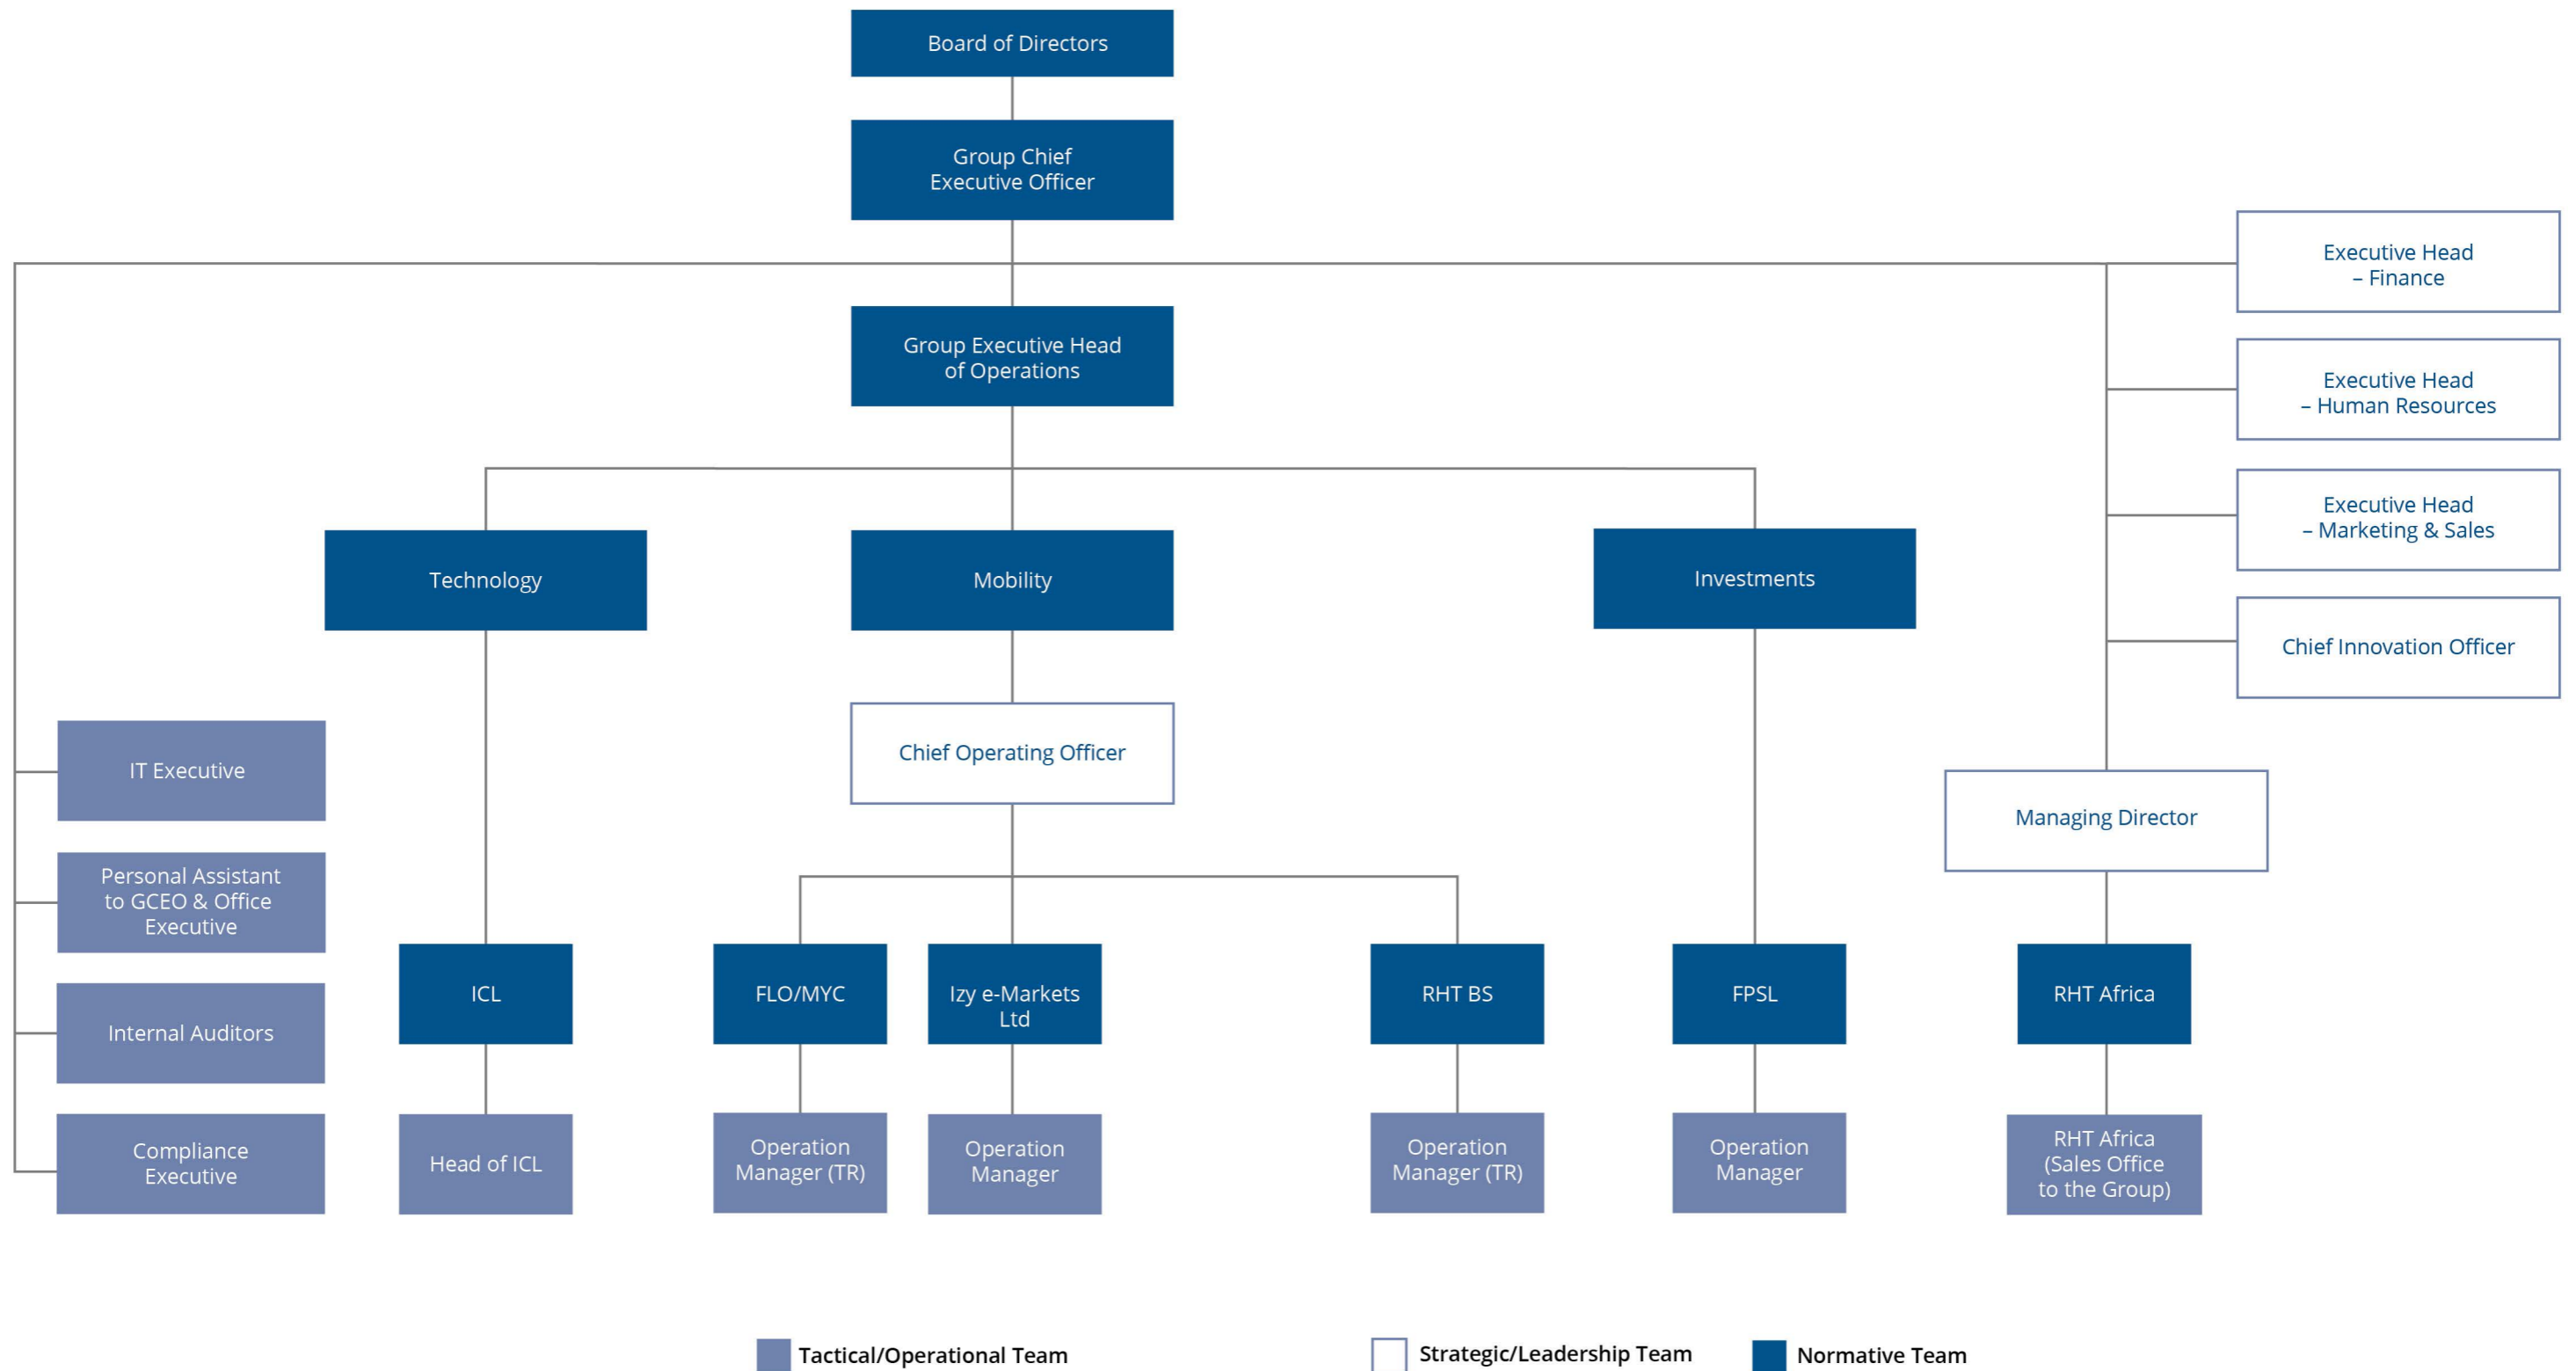 Board of Directors
Group Chief
Executive Officer
Executive Head
– Finance
Group Executive Head
of Operations
Executive Head
– Human Resources
Executive Head
– Marketing & Sales
Technology
Mobility
Investments
Chief Innovation Officer
IT Executive
Chief Operating Officer
Managing Director
Personal Assistant
to GCEO & Office
Executive
Internal Auditors
ICL
FLO/MYC
Izy e-Markets
Ltd
RHT BS
FPSL
RHT Africa
Compliance
Executive
Head of ICL
Operation
Manager (TR)
Operation
Manager
Operation
Manager (TR)
Operation
Manager
RHT Africa
(Sales Office
to the Group)
Tactical/Operational Team
Strategic/Leadership Team
Normative Team